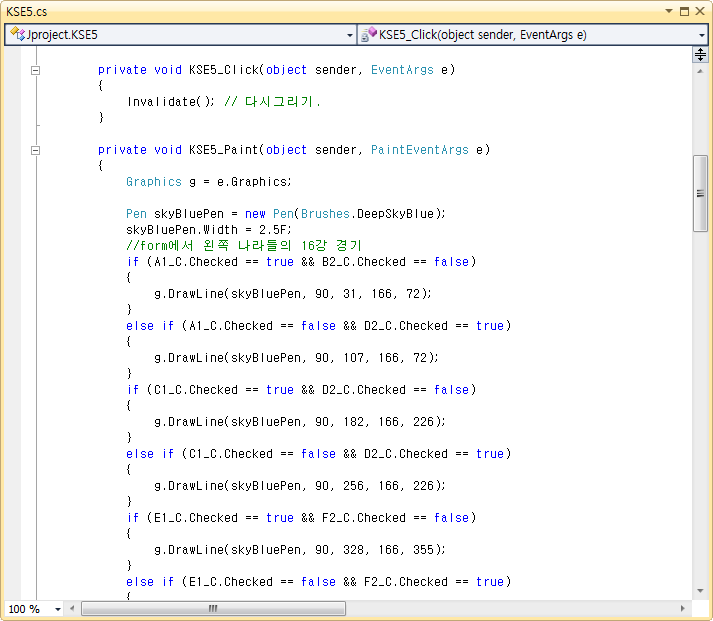 KSE5.cs
Jproject.KSE5
KSE5_Click(object sender, EventArgs e)
private void KSE5_Click(object sender, EventArgs e)
{
Invalidate(); // 다시그리기.
}
private void KSE5_Paint(object sender, PaintEventArgs e)
{
Graphics g = e.Graphics;
Pen skyBluePen = new Pen(Brushes.DeepSkyBlue);
skyBluePen.Width = 2.5F;
//form에서 왼쪽 나라들의 16강 경기
if (A1_C.Checked == true && B2_C.Checked == false)
{
g.DrawLine(skyBluePen, 90, 31, 166, 72);
}
else if (A1_C.Checked == false && D2_C.Checked == true)
{
g.DrawLine(skyBluePen, 90, 107, 166, 72);
}
if (C1_C.Checked == true && D2_C.Checked == false)
{
g.DrawLine(skyBluePen, 90, 182, 166, 226);
}
else if (C1_C.Checked == false && D2_C.Checked == true)
{
g.DrawLine(skyBluePen, 90, 256, 166, 226);
}
if (E1_C.Checked == true && F2_C.Checked == false)
{
g.DrawLine(skyBluePen, 90, 328, 166, 355);
}
else if (E1_C.Checked == false && F2_C.Checked == true)
{
100 %